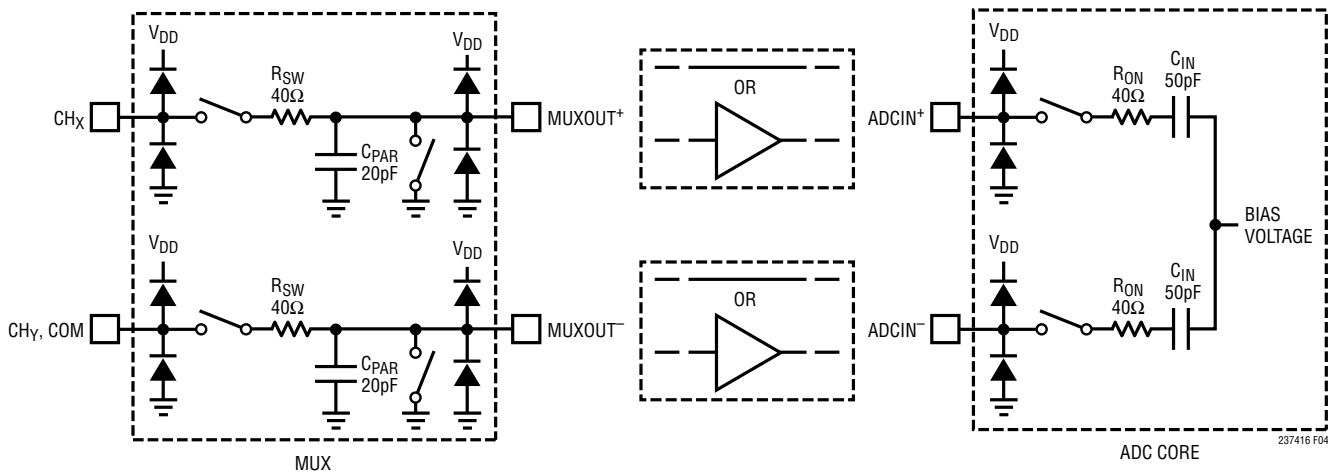 V_DD
R_SW
40Ω
V_DD
CH_X
C_PAR
20pF
MUXOUT⁺
OR
ADCIN⁺
V_DD
R_ON
40Ω
C_IN
50pF
BIAS
VOLTAGE
V_DD
R_SW
40Ω
V_DD
CH_Y, COM
C_PAR
20pF
MUXOUT⁻
OR
ADCIN⁻
V_DD
R_ON
40Ω
C_IN
50pF
MUX
ADC CORE
237416 F04